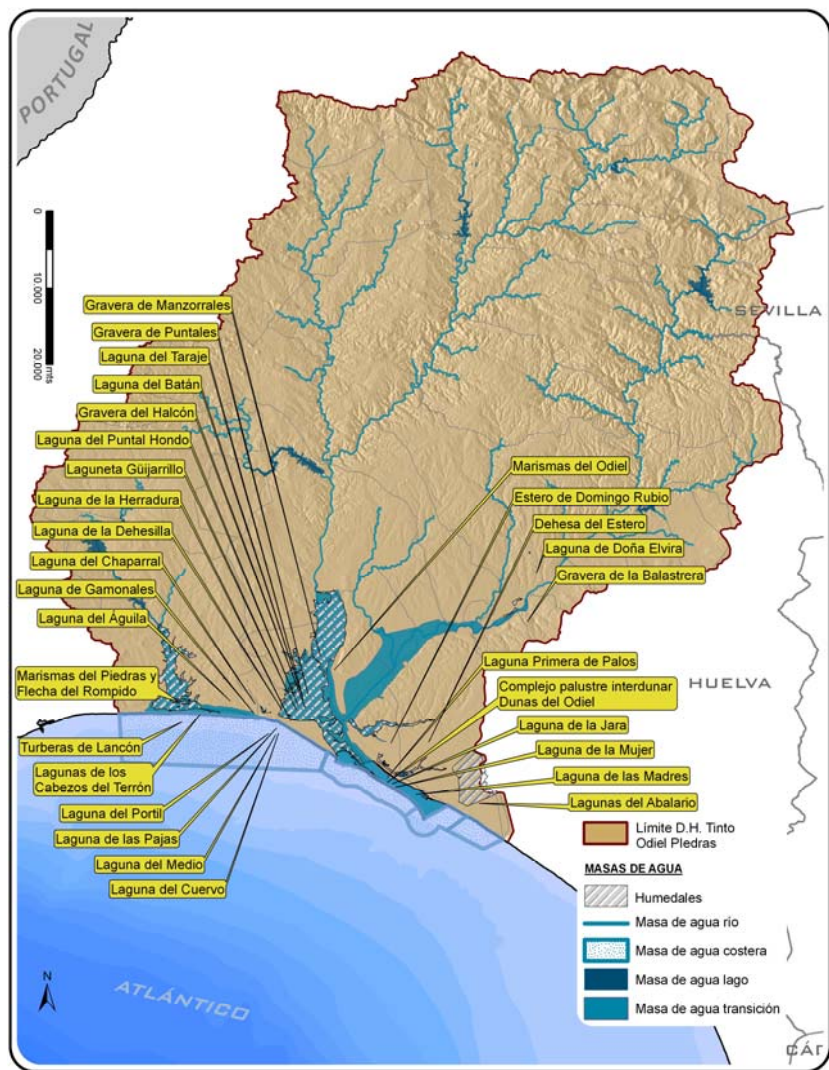 PORTUGAL
0
10.000
20.000
mts
SEVILLA
Gravera de Manzorrales
Gravera de Puntales
Laguna del Taraje
Laguna del Batán
Gravera del Halcón
Laguna del Puntal Hondo
Laguneta Güijarrillo
Laguna de la Herradura
Laguna de la Dehesilla
Laguna del Chaparral
Laguna de Gamonales
Laguna del Águila
Marismas del Piedras y
Flecha del Rompido
Turberas de Lancón
Lagunas de los
Cabezos del Terrón
Laguna del Portil
Laguna de las Pajas
Laguna del Medio
Laguna del Cuervo
Marismas del Odiel
Estero de Domingo Rubio
Dehesa del Estero
Laguna de Doña Elvira
Gravera de la Balastrera
Laguna Primera de Palos
Complejo palustre interdunar
Dunas del Odiel
Laguna de la Jara
Laguna de la Mujer
Laguna de las Madres
Lagunas del Abalario
HUELVA
Límite D.H. Tinto
Odiel Piedras
MASAS DE AGUA
Humedales
Masa de agua río
Masa de agua costera
Masa de agua lago
Masa de agua transición
N
ATLÁNTICO
CÁD